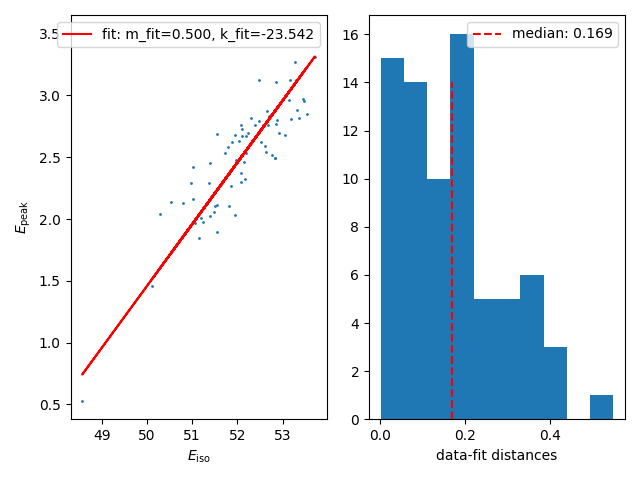 fit: m_fit=0.500, k_fit=-23.542
3.5
3.0
2.5
2.0
1.5
1.0
0.5
E_peak
49 50 51 52 53
E_iso
median: 0.169
16
14
12
10
8
6
4
2
0
0.0 0.2 0.4
data-fit distances